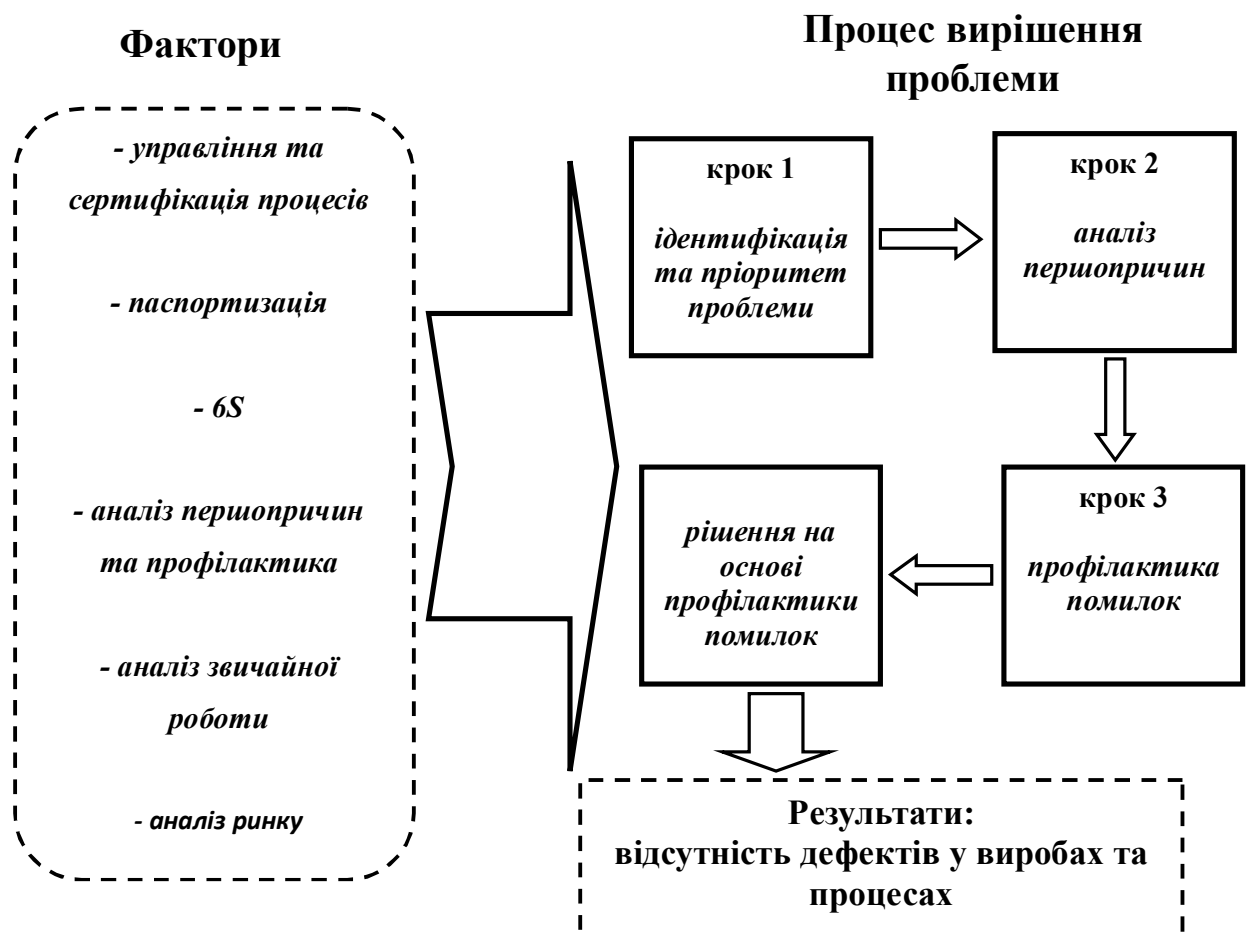 Фактори
- управління та
сертифікація процесів
- паспортизація
- 6S
- аналіз першопричин
та профілактика
- аналіз звичайної
роботи
- аналіз ринку
Процес вирішення
проблеми
крок 1
ідентифікація
та пріоритет
проблеми
крок 2
аналіз
першопричин
крок 3
профілактика
помилок
рішення на
основі
профілактики
помилок
Результати:
відсутність дефектів у виробах та
процесах